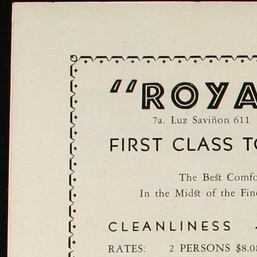 "ROYA
7a. Luz Saviñon 611
FIRST CLASS TO
The Best Comfo
In the Midst of the Fine
CLEANLINESS
RATES: 2 PERSONS $8.0